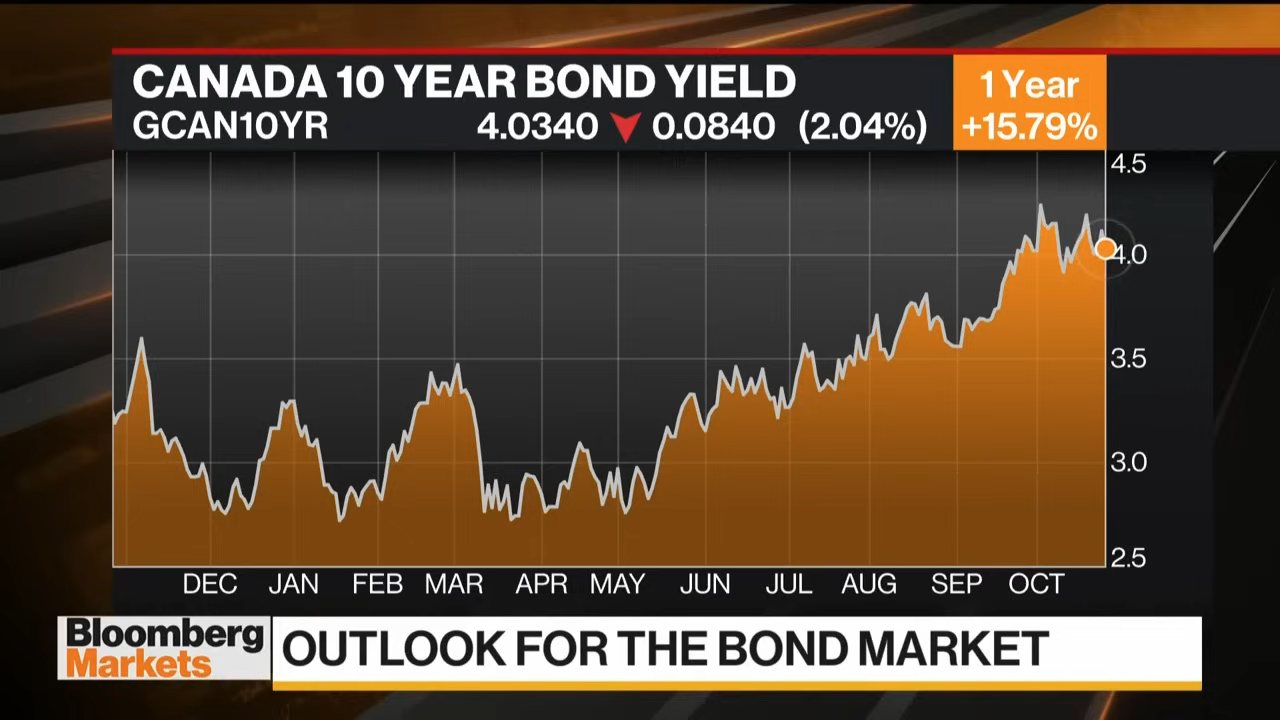 CANADA 10 YEAR BOND YIELD
GCAN10YR 4.0340 ▼ 0.0840 (2.04%)
1 Year
+15.79%
4.5
4.0
3.5
3.0
2.5
DEC JAN FEB MAR APR MAY JUN JUL AUG SEP OCT
Bloomberg
Markets
OUTLOOK FOR THE BOND MARKET